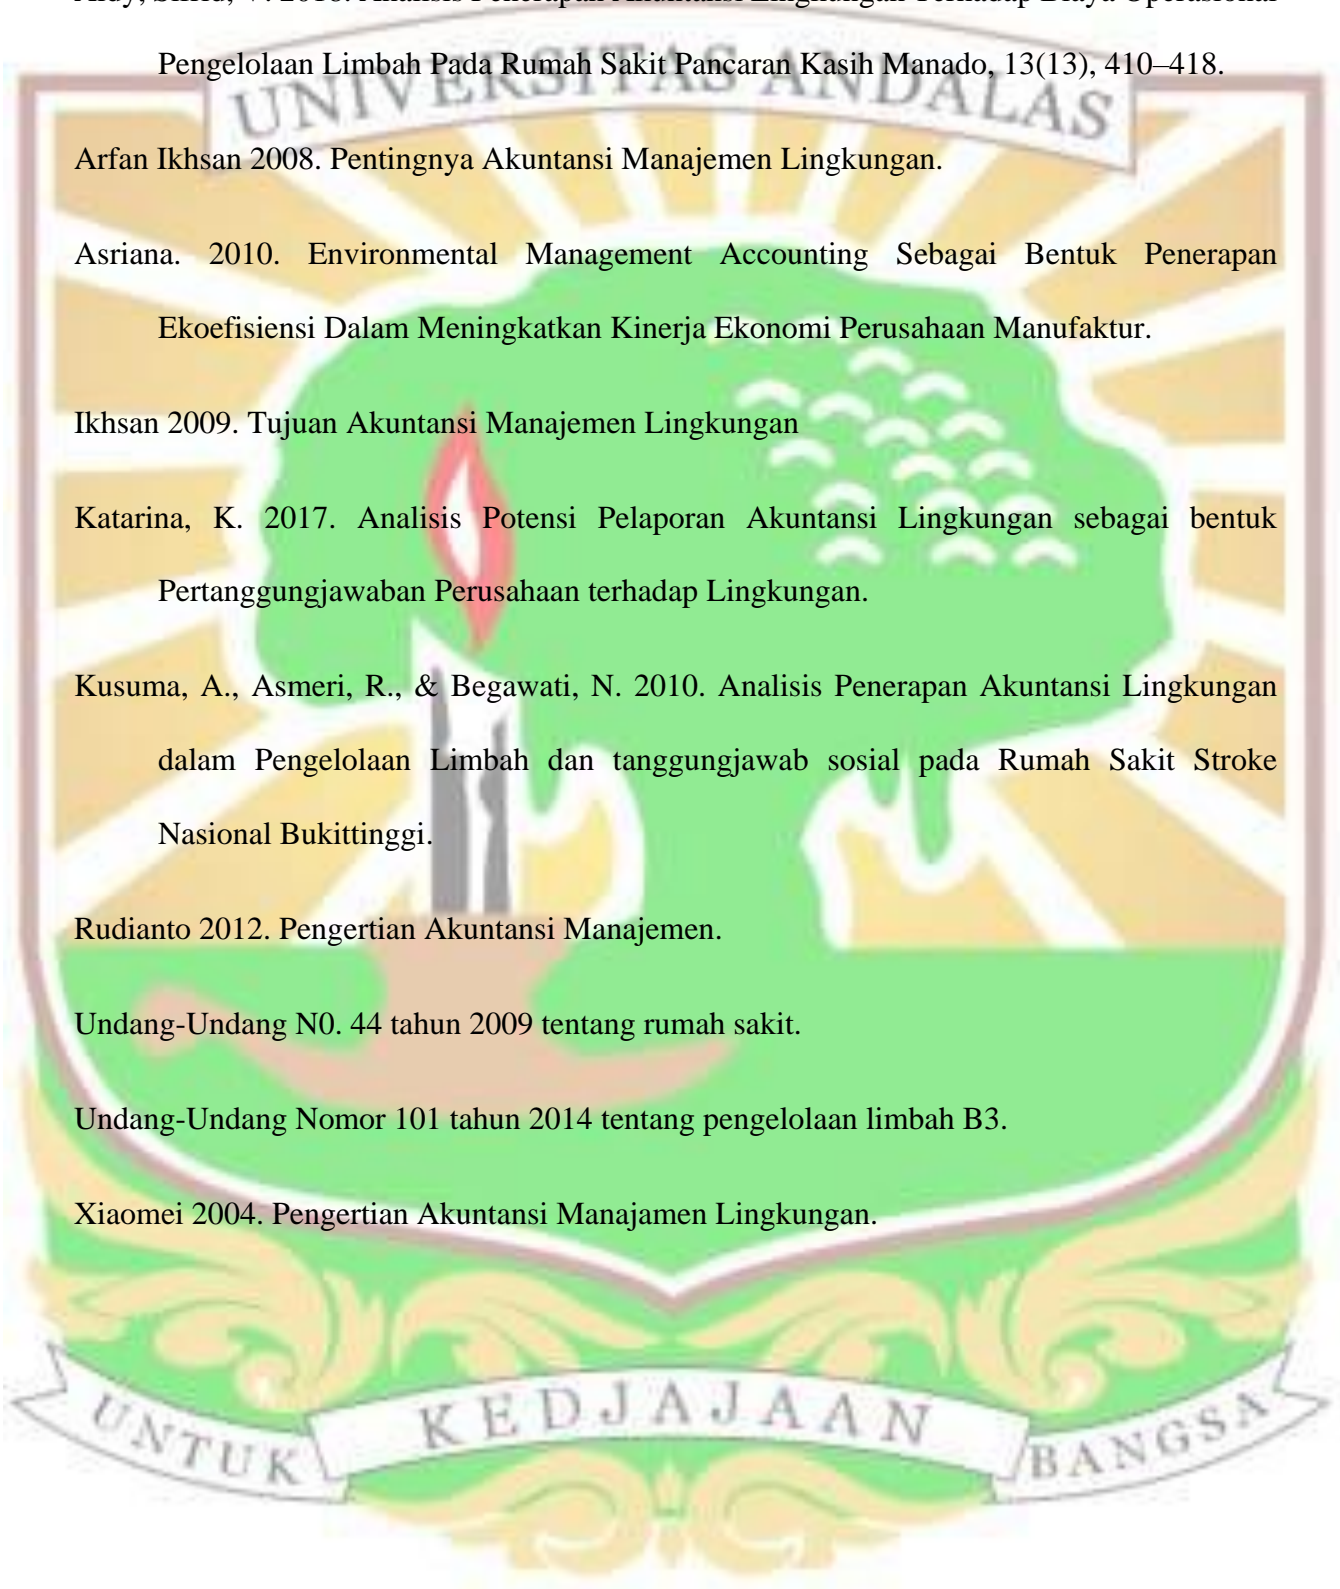 Pengelolaan Limbah Pada Rumah Sakit Pancaran Kasih Manado, 13(13), 410–418.
UNIVERSITAS ANDALAS
Arfan Ikhsan 2008. Pentingnya Akuntansi Manajemen Lingkungan.
Asriana. 2010. Environmental Management Accounting Sebagai Bentuk Penerapan
Ekoefisiensi Dalam Meningkatkan Kinerja Ekonomi Perusahaan Manufaktur.
Ikhsan 2009. Tujuan Akuntansi Manajemen Lingkungan
Katarina, K. 2017. Analisis Potensi Pelaporan Akuntansi Lingkungan sebagai bentuk
Pertanggungjawaban Perusahaan terhadap Lingkungan.
Kusuma, A., Asmeri, R., & Begawati, N. 2010. Analisis Penerapan Akuntansi Lingkungan
dalam Pengelolaan Limbah dan tanggungjawab sosial pada Rumah Sakit Stroke
Nasional Bukittinggi.
Rudianto 2012. Pengertian Akuntansi Manajemen.
Undang-Undang N0. 44 tahun 2009 tentang rumah sakit.
Undang-Undang Nomor 101 tahun 2014 tentang pengelolaan limbah B3.
Xiaomei 2004. Pengertian Akuntansi Manajamen Lingkungan.
UNTUK KEDJAJAAN BANGSA